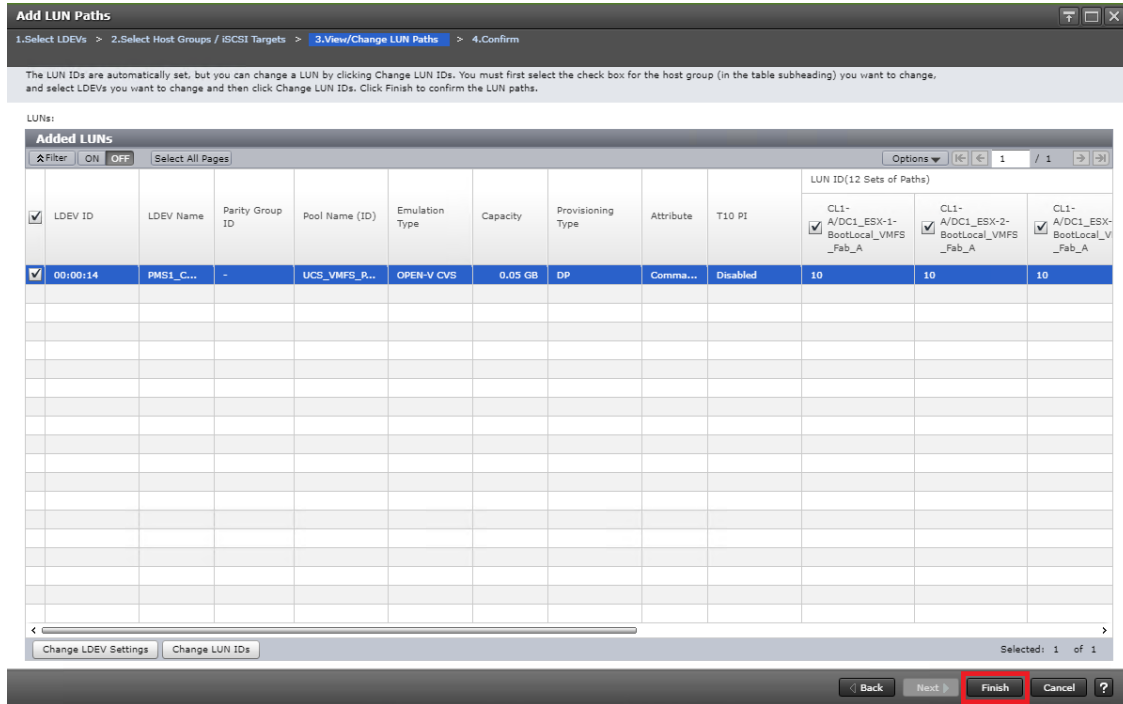 Add LUN Paths
1.Select LDEVs > 2.Select Host Groups / iSCSI Targets > 3.View/Change LUN Paths > 4.Confirm
The LUN IDs are automatically set, but you can change a LUN by clicking Change LUN IDs. You must first select the check box for the host group (in the table subheading) you want to change,
and select LDEVs you want to change and then click Change LUN IDs. Click Finish to confirm the LUN paths.
LUNs:
Added LUNs
Filter ON OFF Select All Pages Options 1 / 1
LUN ID(12 Sets of Paths)
LDEV ID
LDEV Name
Parity Group
ID
Pool Name (ID)
Emulation
Type
Capacity
Provisioning
Type
Attribute
T10 PI
CL1-
A/DC1_ESX-1-
BootLocal_VMFS
_Fab_A
CL1-
A/DC1_ESX-2-
BootLocal_VMFS
_Fab_A
CL1-
A/DC1_ESX-
BootLocal_V
_Fab_A
00:00:14 PMS1_C... - UCS_VMFS_P... OPEN-V CVS 0.05 GB DP Comma... Disabled 10 10 10
Change LDEV Settings Change LUN IDs Selected: 1 of 1
Back Next Finish Cancel ?